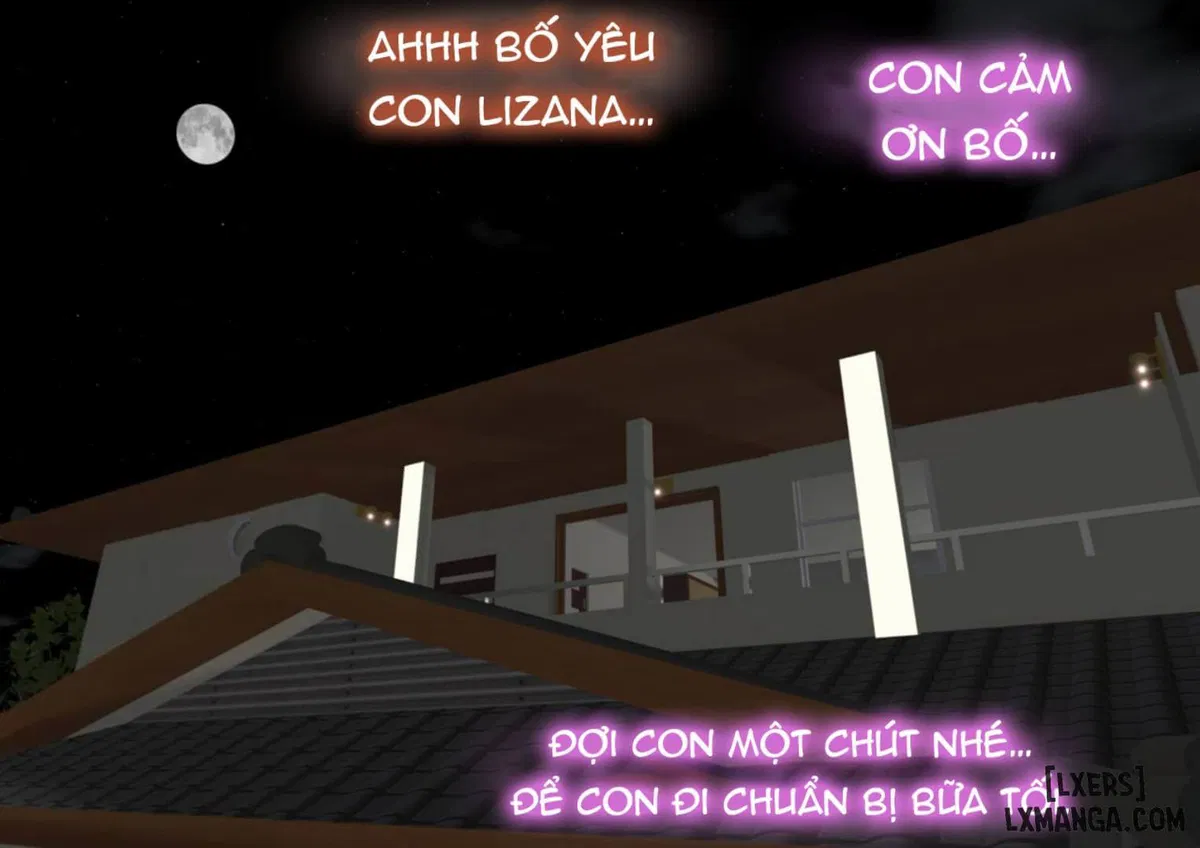 AHHH BỐ YÊU
CON LIZANA...
CON CẢM
ƠN BỐ...
ĐỢI CON MỘT CHÚT NHÉ...
ĐỂ CON ĐI CHUẨN BỊ BỮA
[LXERS]
LXMANGA.COM